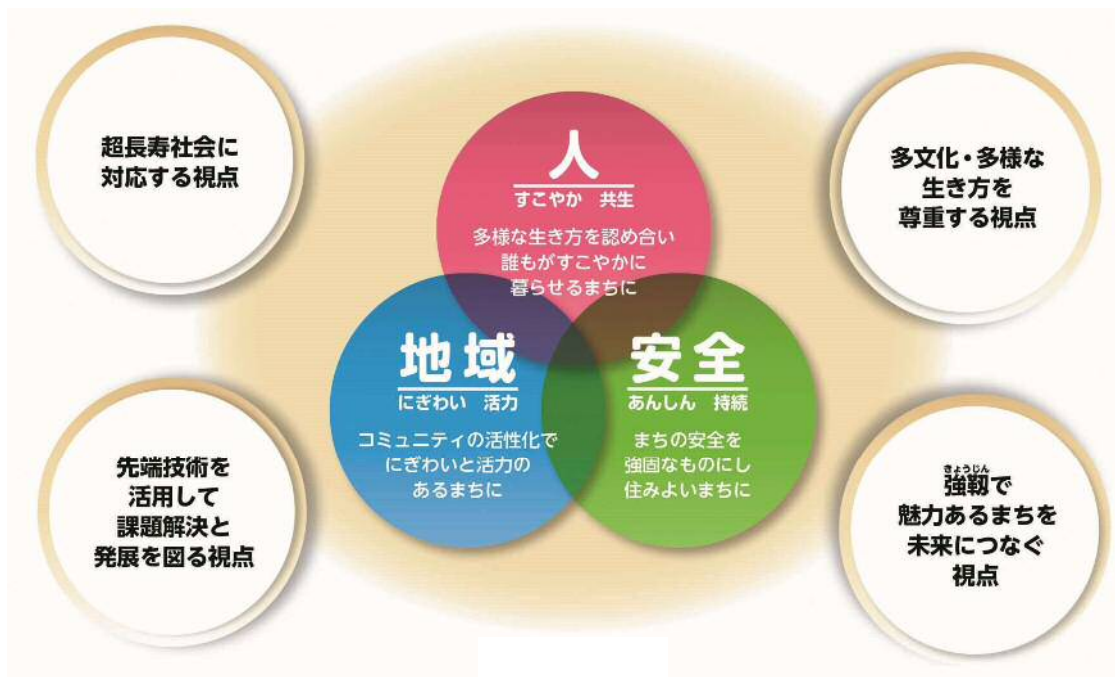 超長寿社会に
対応する視点
多文化・多様な
生き方を
尊重する視点
人
すこやか 共生
多様な生き方を認め合い
誰もがすこやかに
暮らせるまちに
地域
にぎわい 活力
コミュニティの活性化で
にぎわいと活力の
あるまちに
安全
あんしん 持続
まちの安全を
強固なものにし
住みよいまちに
先端技術を
活用して
課題解決と
発展を図る視点
きょうじん
強靱で
魅力あるまちを
未来につなぐ
視点